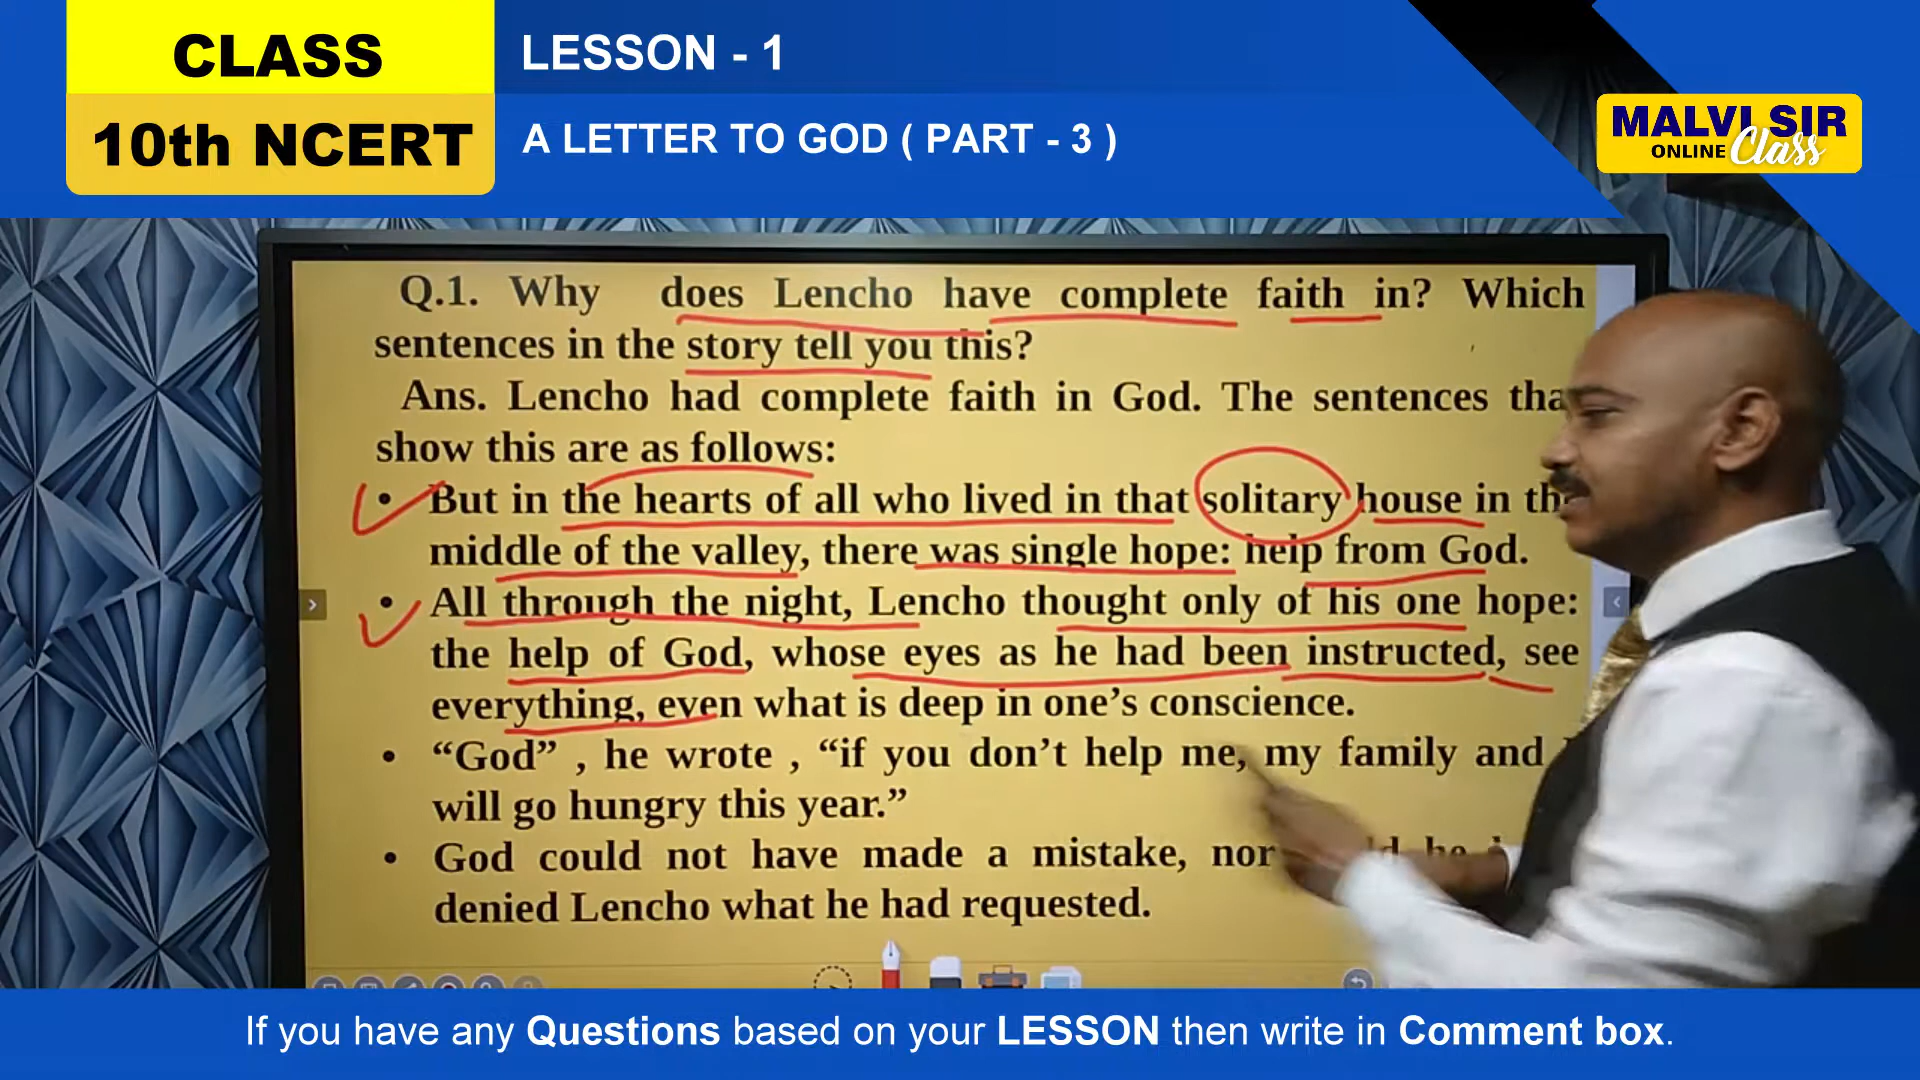 CLASS
10th NCERT
LESSON - 1
A LETTER TO GOD ( PART - 3 )
MALVI SIR
ONLINE Class
Q.1. Why does Lencho have complete faith in? Which
sentences in the story tell you this?
Ans. Lencho had complete faith in God. The sentences
show this are as follows:
• But in the hearts of all who lived in that solitary house in
middle of the valley, there was single hope: help from God.
• All through the night, Lencho thought only of his one hope:
the help of God, whose eyes as he had been instructed, see
everything, even what is deep in one's conscience.
• “God” , he wrote , “if you don't help me, my family and
will go hungry this year.”
• God could not have made a mistake, nor
denied Lencho what he had requested.
If you have any Questions based on your LESSON then write in Comment box.